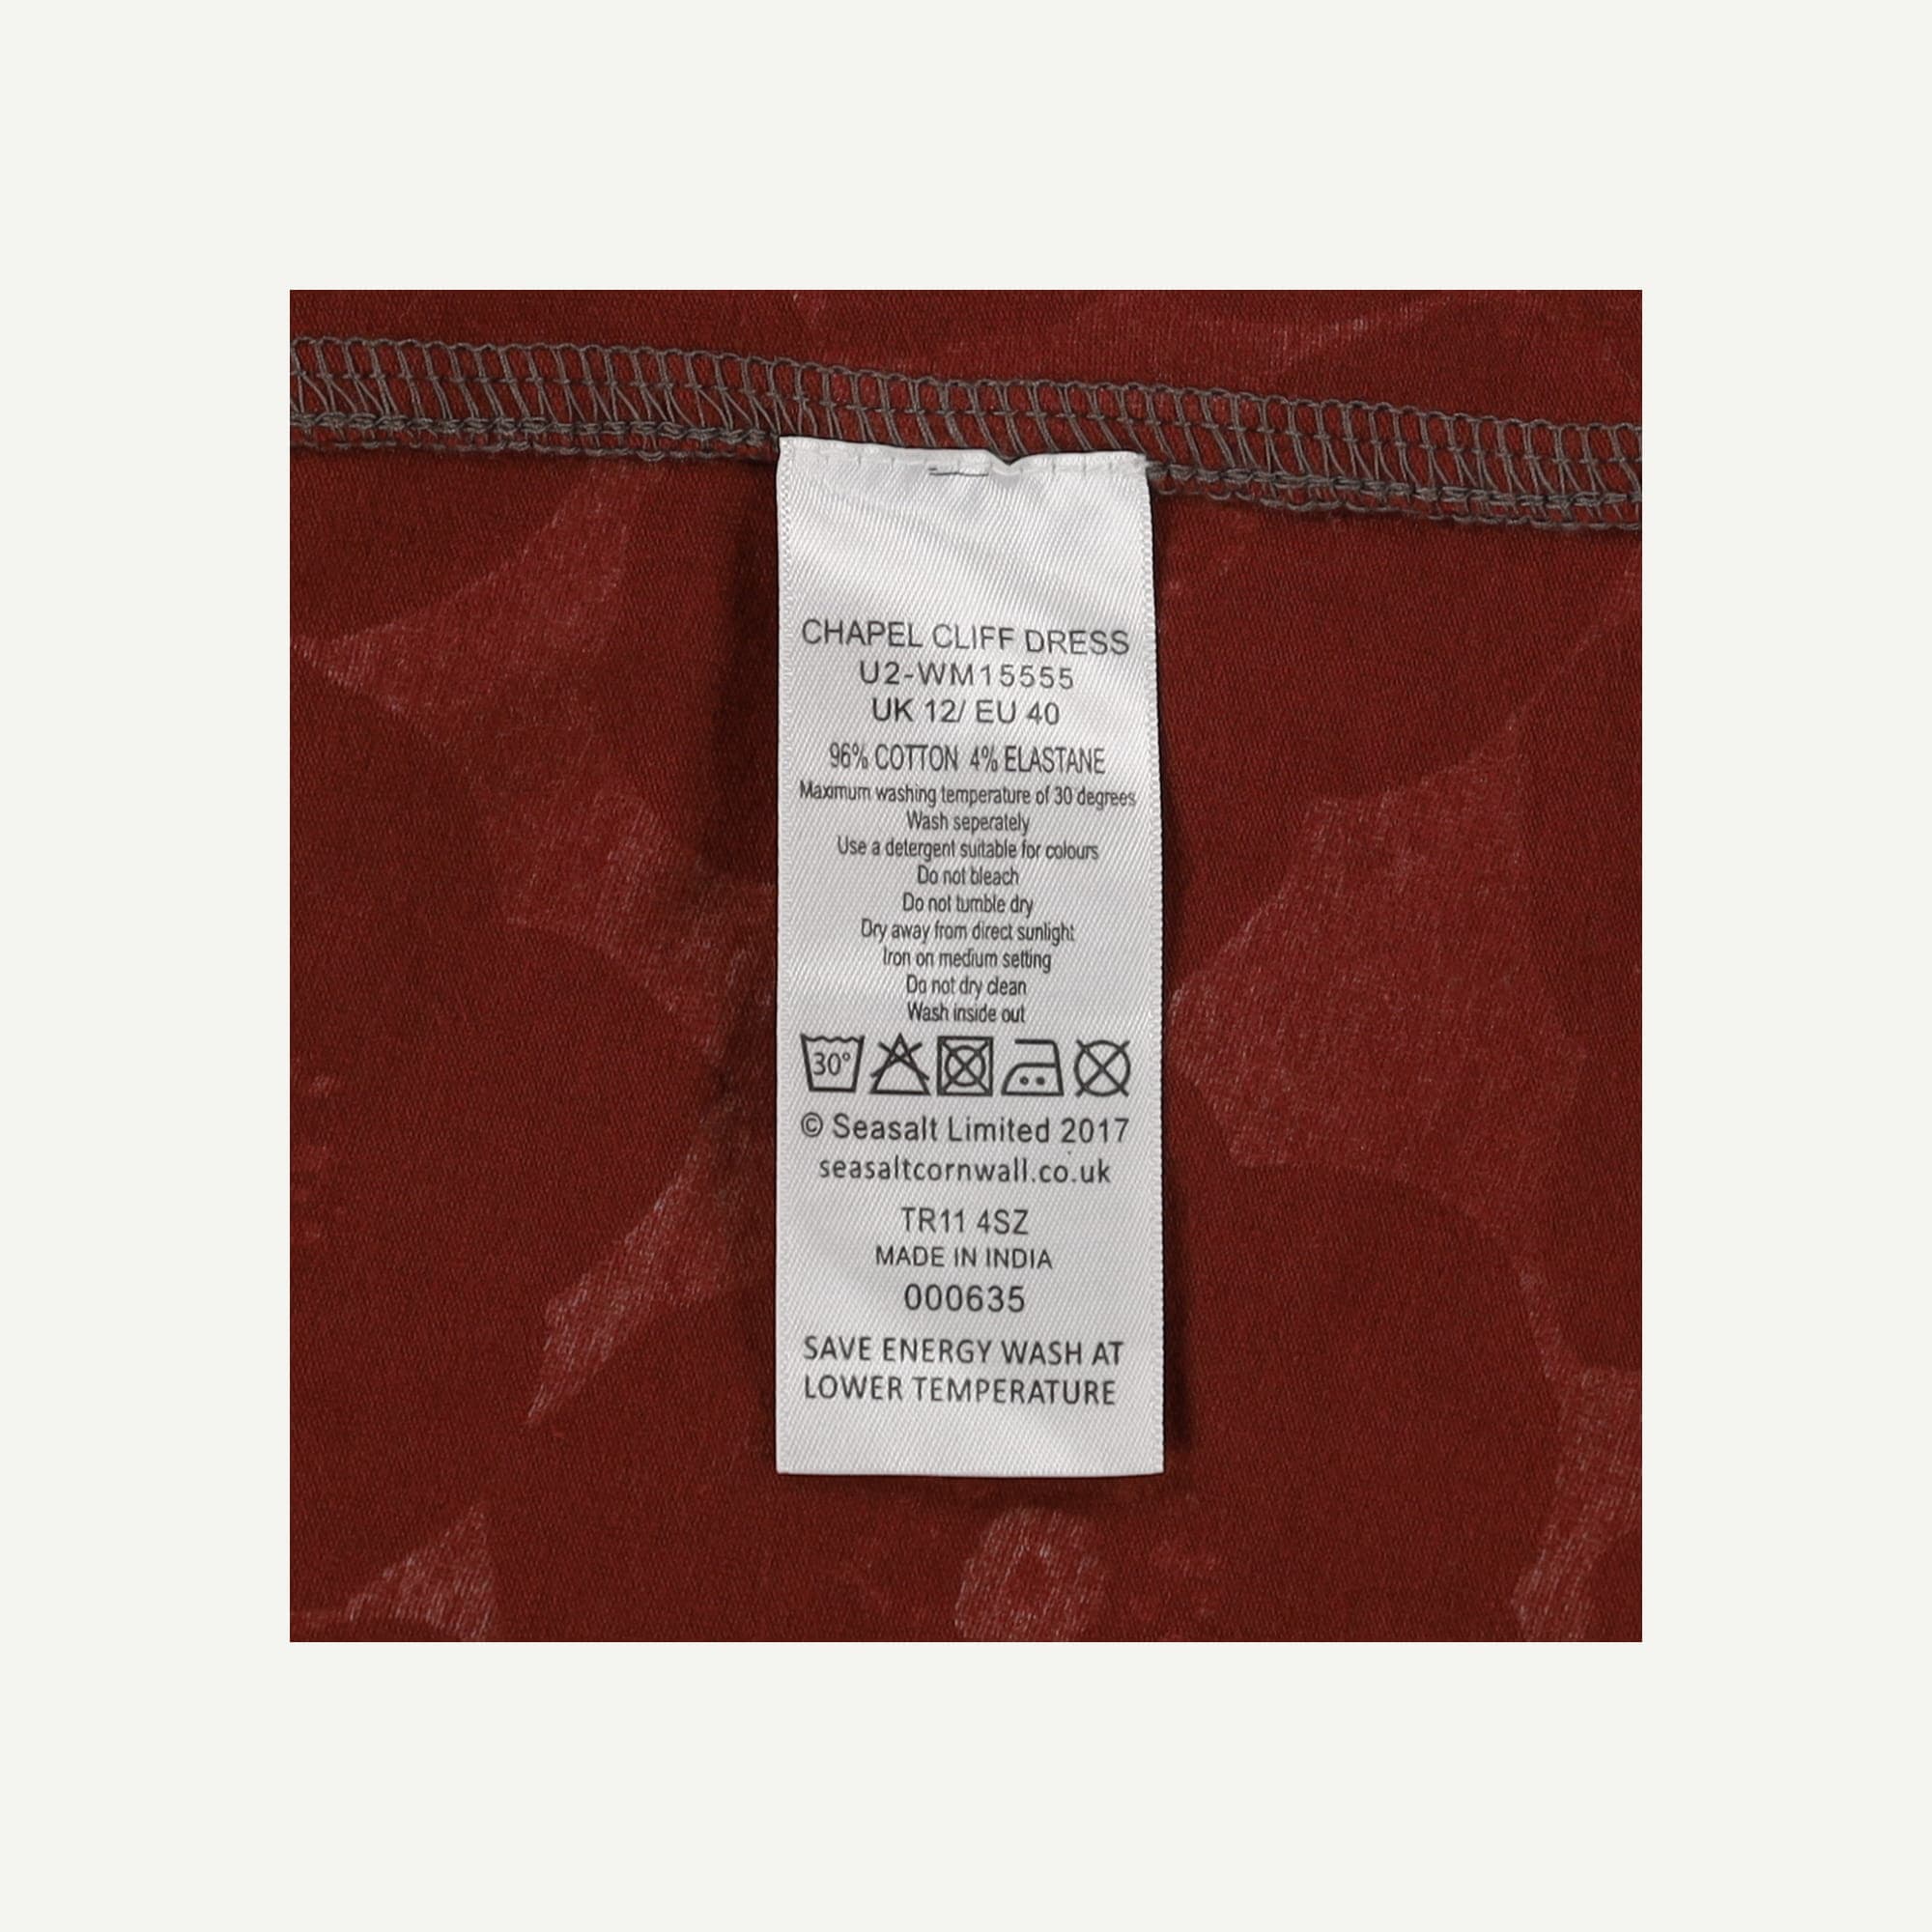 CHAPEL CLIFF DRESS
U2-WM15555
UK 12/ EU 40
96% COTTON 4% ELASTANE
Maximum washing temperature of 30 degrees
Wash seperately
Use a detergent suitable for colours
Do not bleach
Do not tumble dry
Dry away from direct sunlight
Iron on medium setting
Do not dry clean
Wash inside out
30°
© Seasalt Limited 2017
seasaltcornwall.co.uk
TR11 4SZ
MADE IN INDIA
000635
SAVE ENERGY WASH AT
LOWER TEMPERATURE